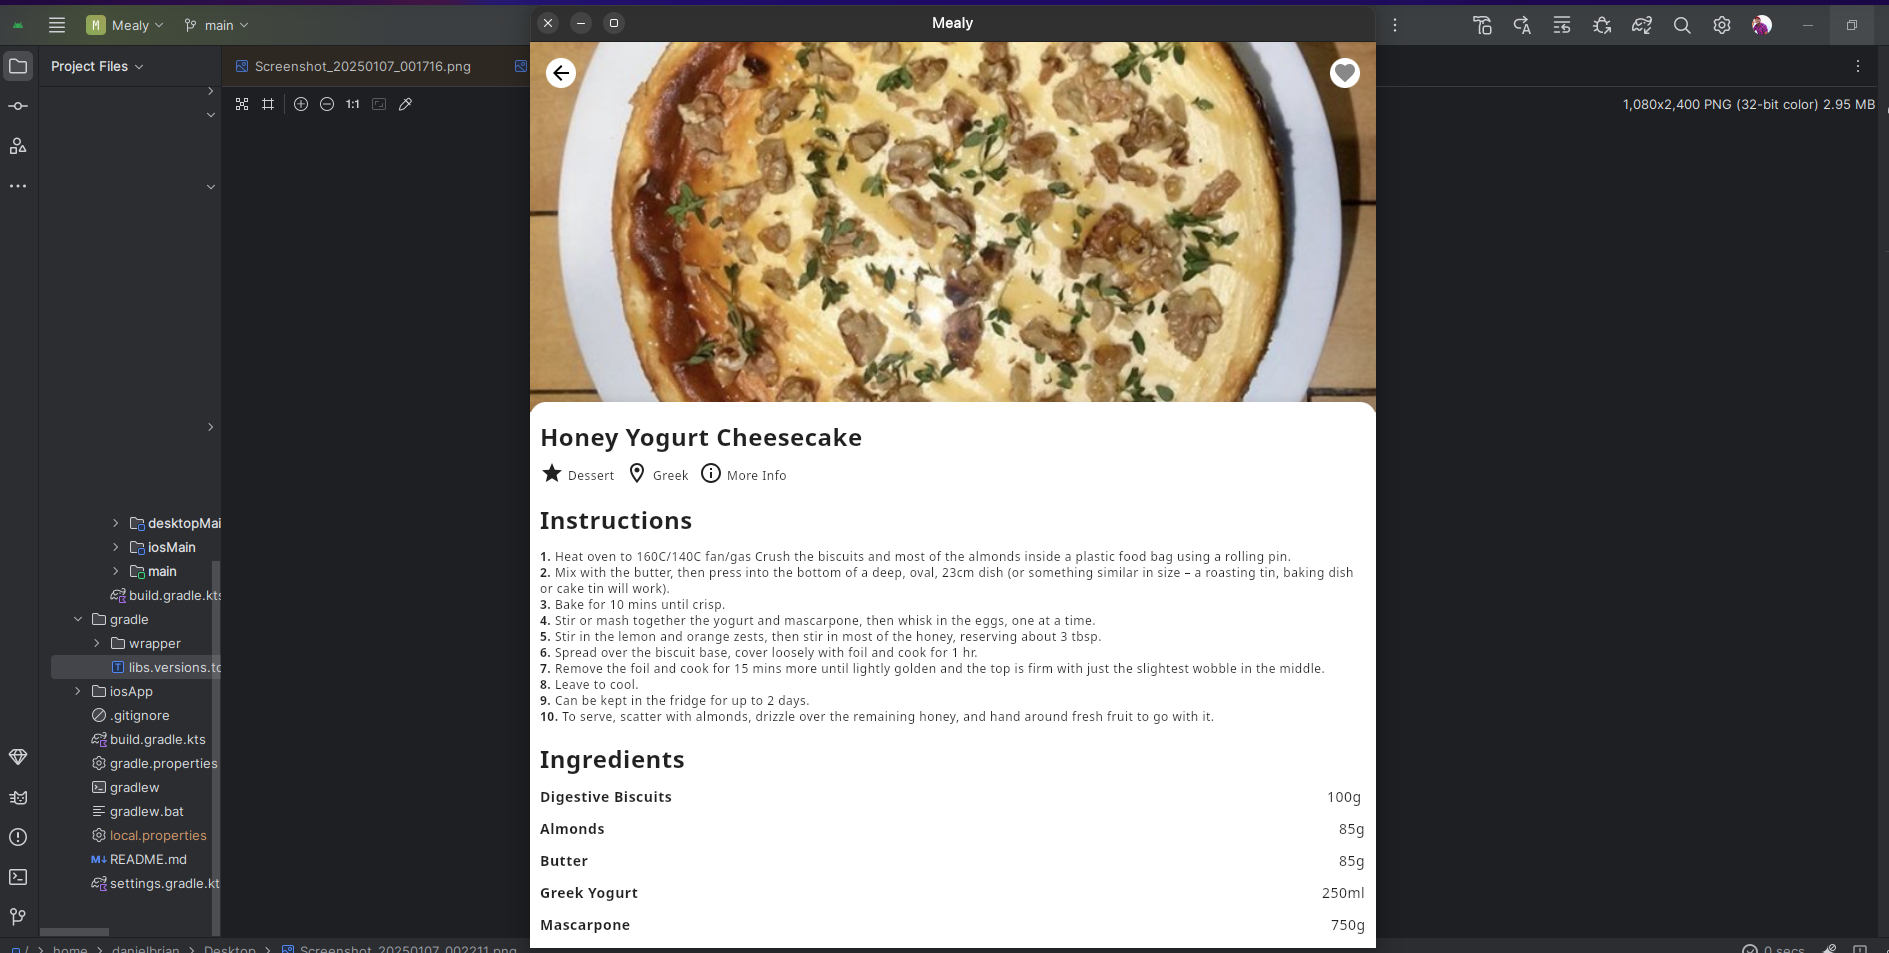 Mealy
M Mealy main
Project Files
Screenshot_20250107_001716.png
1:1
1,080x2,400 PNG (32-bit color) 2.95 MB
desktopMai
iosMain
main
build.gradle.kts
gradle
wrapper
libs.versions.to
iosApp
.gitignore
build.gradle.kts
gradle.properties
gradlew
gradlew.bat
local.properties
M↓ README.md
settings.gradle.kt
Honey Yogurt Cheesecake
Dessert Greek More Info
Instructions
1. Heat oven to 160C/140C fan/gas Crush the biscuits and most of the almonds inside a plastic food bag using a rolling pin.
2. Mix with the butter, then press into the bottom of a deep, oval, 23cm dish (or something similar in size – a roasting tin, baking dish
or cake tin will work).
3. Bake for 10 mins until crisp.
4. Stir or mash together the yogurt and mascarpone, then whisk in the eggs, one at a time.
5. Stir in the lemon and orange zests, then stir in most of the honey, reserving about 3 tbsp.
6. Spread over the biscuit base, cover loosely with foil and cook for 1 hr.
7. Remove the foil and cook for 15 mins more until lightly golden and the top is firm with just the slightest wobble in the middle.
8. Leave to cool.
9. Can be kept in the fridge for up to 2 days.
10. To serve, scatter with almonds, drizzle over the remaining honey, and hand around fresh fruit to go with it.
Ingredients
Digestive Biscuits 100g
Almonds 85g
Butter 85g
Greek Yogurt 250ml
Mascarpone 750g
/ > home > danielbrian > Desktop > Screenshot_20250107_002211.png
0 secs